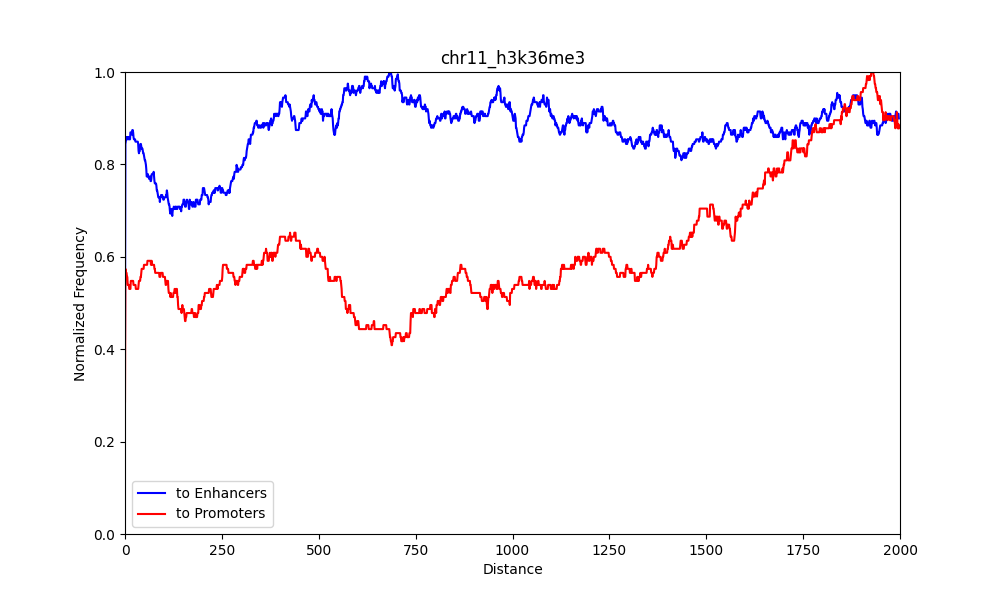 chr11_h3k36me3
Normalized Frequency
1.0
0.8
0.6
0.4
0.2
0.0
to Enhancers
to Promoters
0 250 500 750 1000 1250 1500 1750 2000
Distance